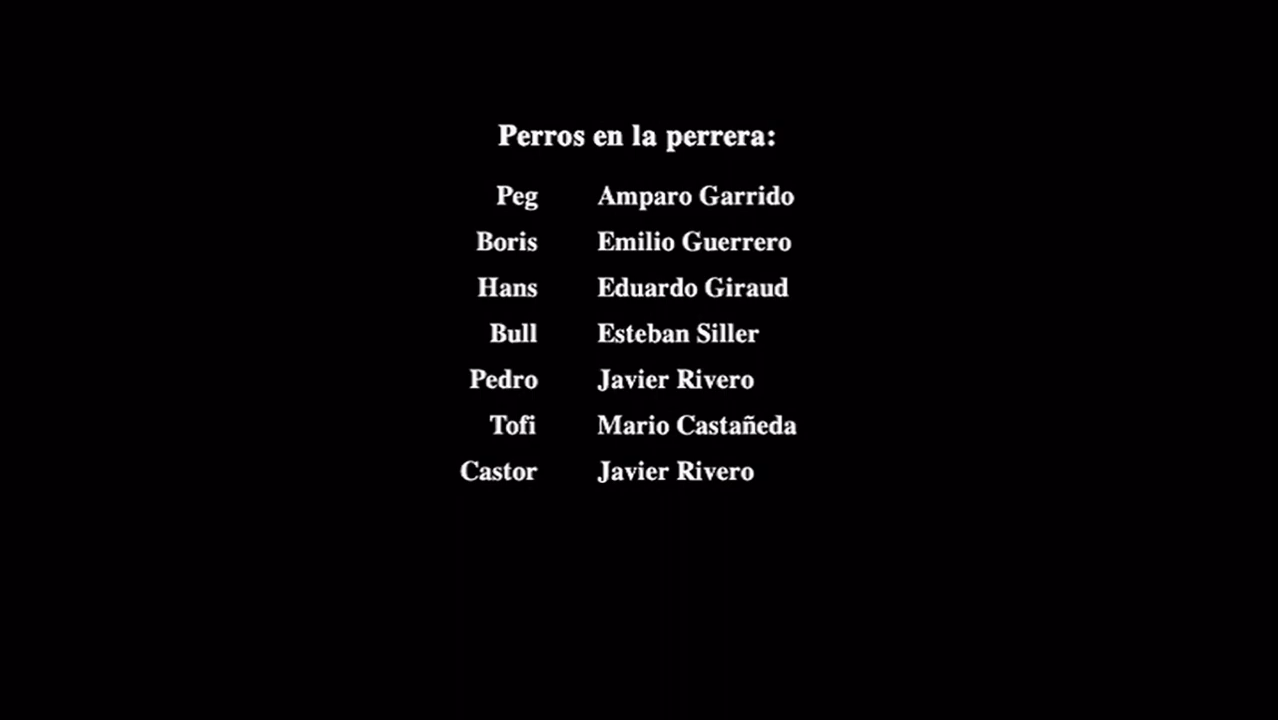 Perros en la perrera:
Peg Amparo Garrido
Boris Emilio Guerrero
Hans Eduardo Giraud
Bull Esteban Siller
Pedro Javier Rivero
Tofi Mario Castañeda
Castor Javier Rivero